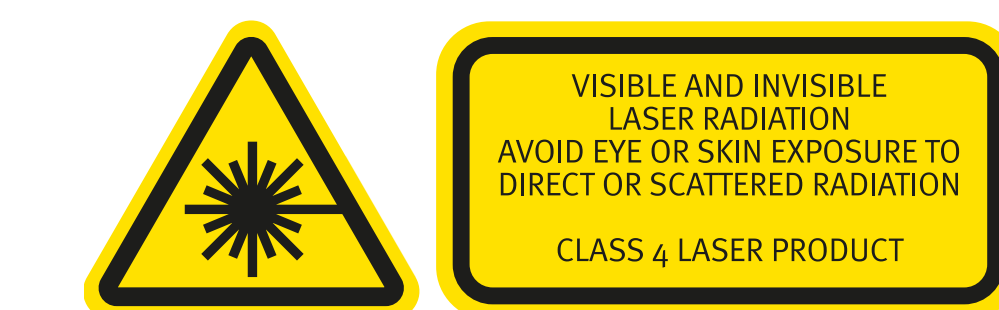 VISIBLE AND INVISIBLE
LASER RADIATION
AVOID EYE OR SKIN EXPOSURE TO
DIRECT OR SCATTERED RADIATION
CLASS 4 LASER PRODUCT